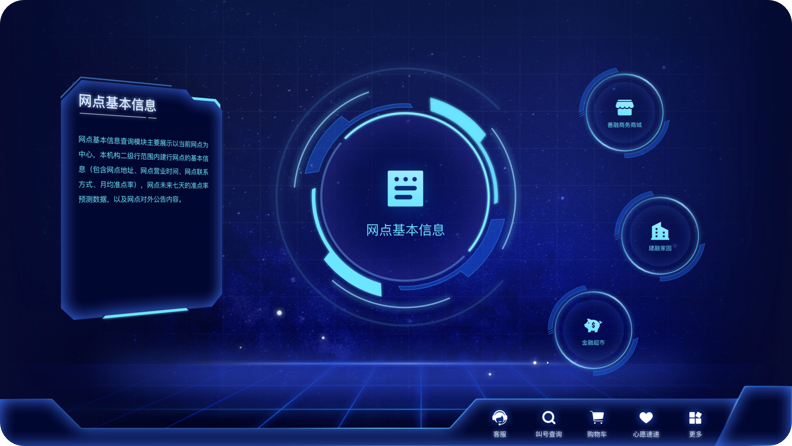 网点基本信息
网点基本信息查询模块主要展示以当前网点为
中心，本机构二级行范围内建行网点的基本信
息（包含网点地址、网点营业时间、网点联系
方式、月均准点率），网点未来七天的准点率
预测数据，以及网点对外公告内容。
网点基本信息
善融商务商城
建融家园
金融超市
客服
叫号查询
购物车
心愿速递
更多